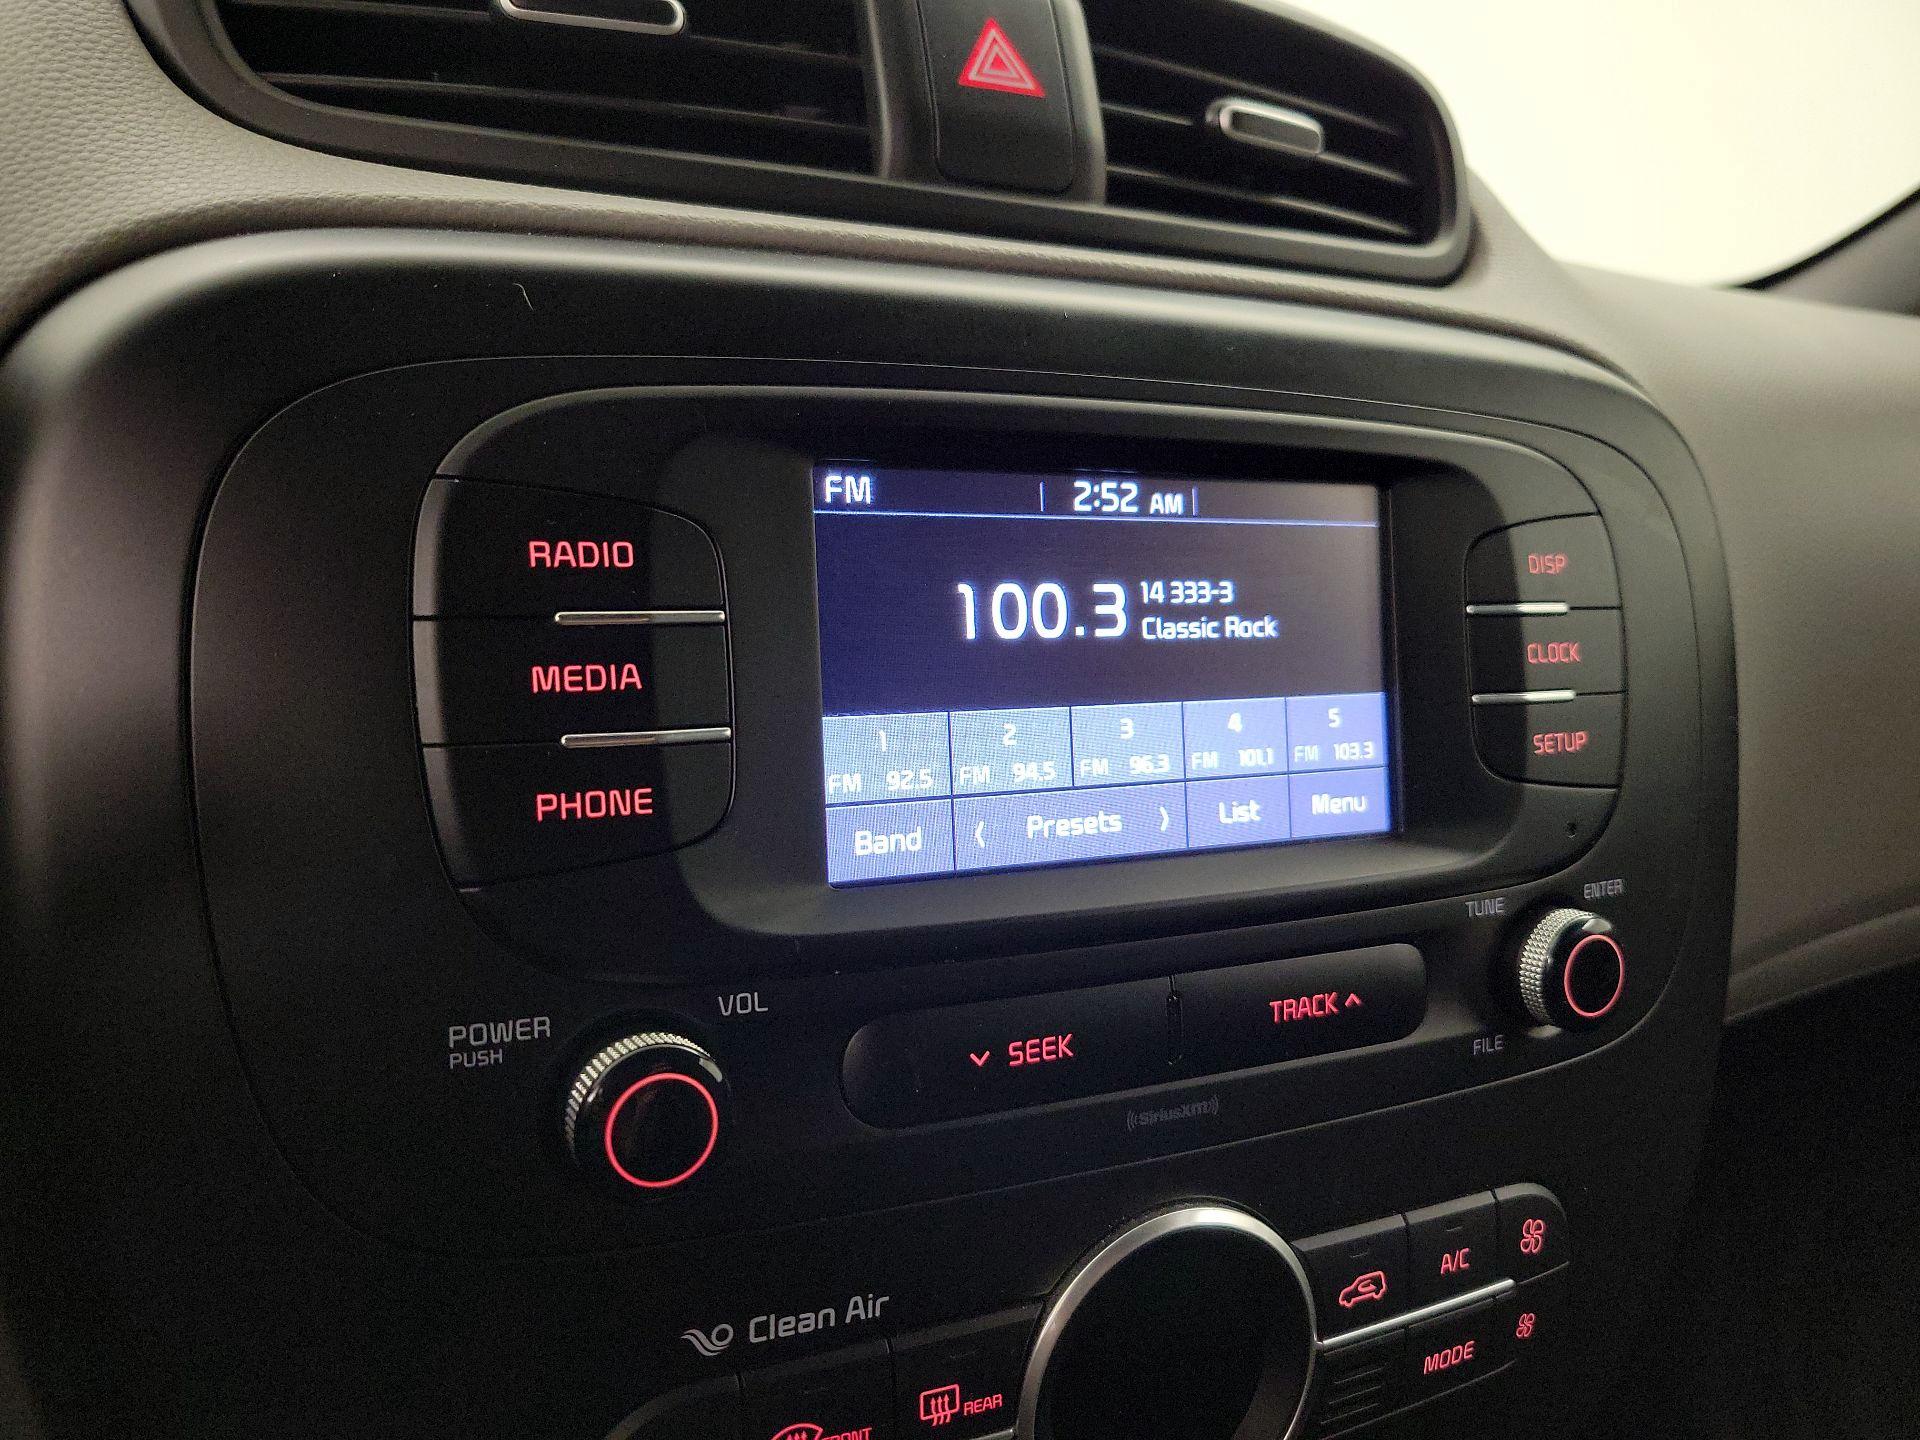 FM 2:52 AM
100.3 14 333-3
Classic Rock
1 2 3 4 5
FM 92.5 FM 94.5 FM 96.3 FM 101.1 FM 103.3
Band < Presets > List Menu
RADIO
MEDIA
PHONE
DISP
CLOCK
SETUP
POWER
PUSH
VOL
SEEK
TRACK
TUNE
ENTER
FILE
SiriusXM
Clean Air
A/C
MODE
REAR
FRONT